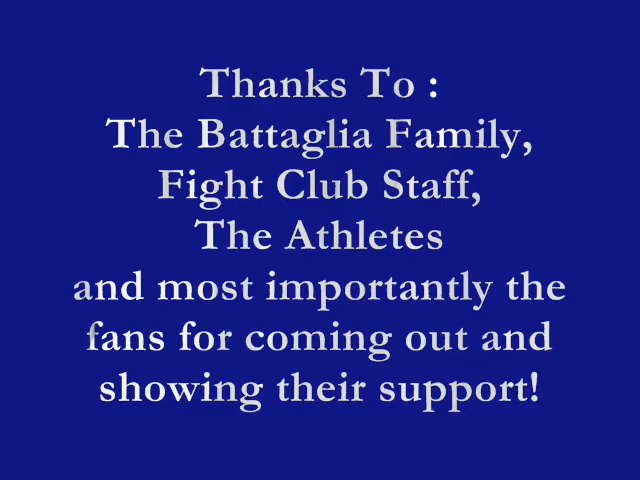 Thanks To :
The Battaglia Family,
Fight Club Staff,
The Athletes
and most importantly the
fans for coming out and
showing their support!